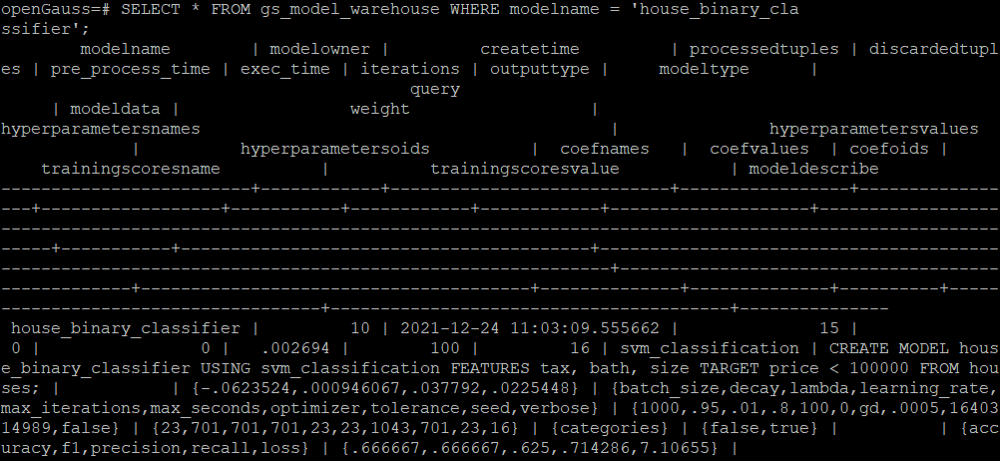 openGauss=# SELECT * FROM gs_model_warehouse WHERE modelname = 'house_binary_cla
ssifier';
        modelname        | modelowner |         createtime         | processedtuples | discardedtupl
es | pre_process_time | exec_time | iterations | outputtype |     modeltype      |
                                         query
     | modeldata |                 weight                  |
hyperparametersnames                                         |               hyperparametersvalues
             |          hyperparametersoids          |  coefnames   |  coefvalues  | coefoids |
    trainingscoresname          |          trainingscoresvalue           | modeldescribe
-------------------------+------------+----------------------------+-----------------+--------------
---+------------------+-----------+------------+------------+--------------------+------------------
----------------------------------------------------------------------------------------------------
-----+-----------+-----------------------------------------+----------------------------------------
-------------------------------------------------------------+--------------------------------------
-------------+---------------------------------------+--------------+--------------+----------+-----
--------------------------------+----------------------------------------+---------------
 house_binary_classifier |         10 | 2021-12-24 11:03:09.555662 |              15 |
 0 |                0 |   .002694 |        100 |         16 | svm_classification | CREATE MODEL hous
e_binary_classifier USING svm_classification FEATURES tax, bath, size TARGET price < 100000 FROM hou
ses; |           | {-.0623524,.000946067,.037792,.0225448} | {batch_size,decay,lambda,learning_rate,
max_iterations,max_seconds,optimizer,tolerance,seed,verbose} | {1000,.95,.01,.8,100,0,gd,.0005,16403
14989,false} | {23,701,701,701,23,23,1043,701,23,16} | {categories} | {false,true} |          | {acc
uracy,f1,precision,recall,loss} | {.666667,.666667,.625,.714286,7.10655} |